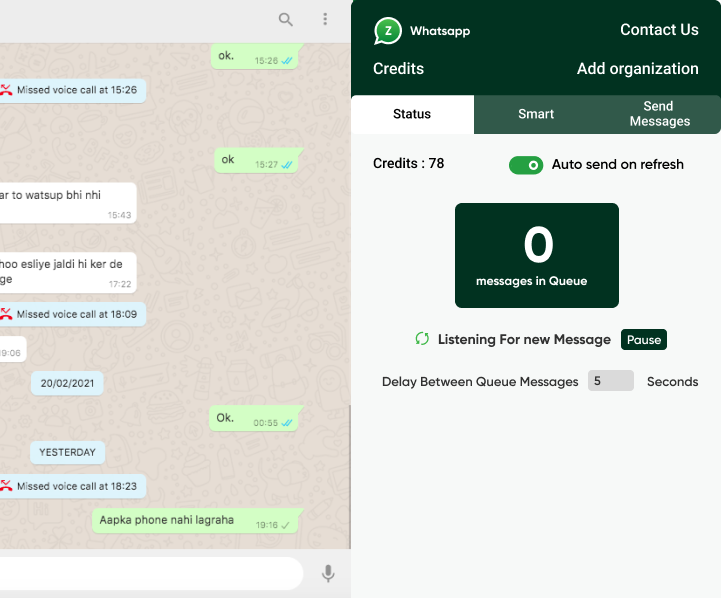 ok.
15:26
Missed voice call at 15:26
ok
15:27
ar to watsup bhi nhi
15:43
hoo esliye jaldi hi ker de
ge
17:22
Missed voice call at 18:09
19:06
20/02/2021
Ok.
00:55
YESTERDAY
Missed voice call at 18:23
Aapka phone nahi lagraha
19:16
Z
Whatsapp
Contact Us
Credits
Add organization
Status
Smart
Send
Messages
Credits : 78
Auto send on refresh
0
messages in Queue
Listening For new Message
Pause
Delay Between Queue Messages
5
Seconds